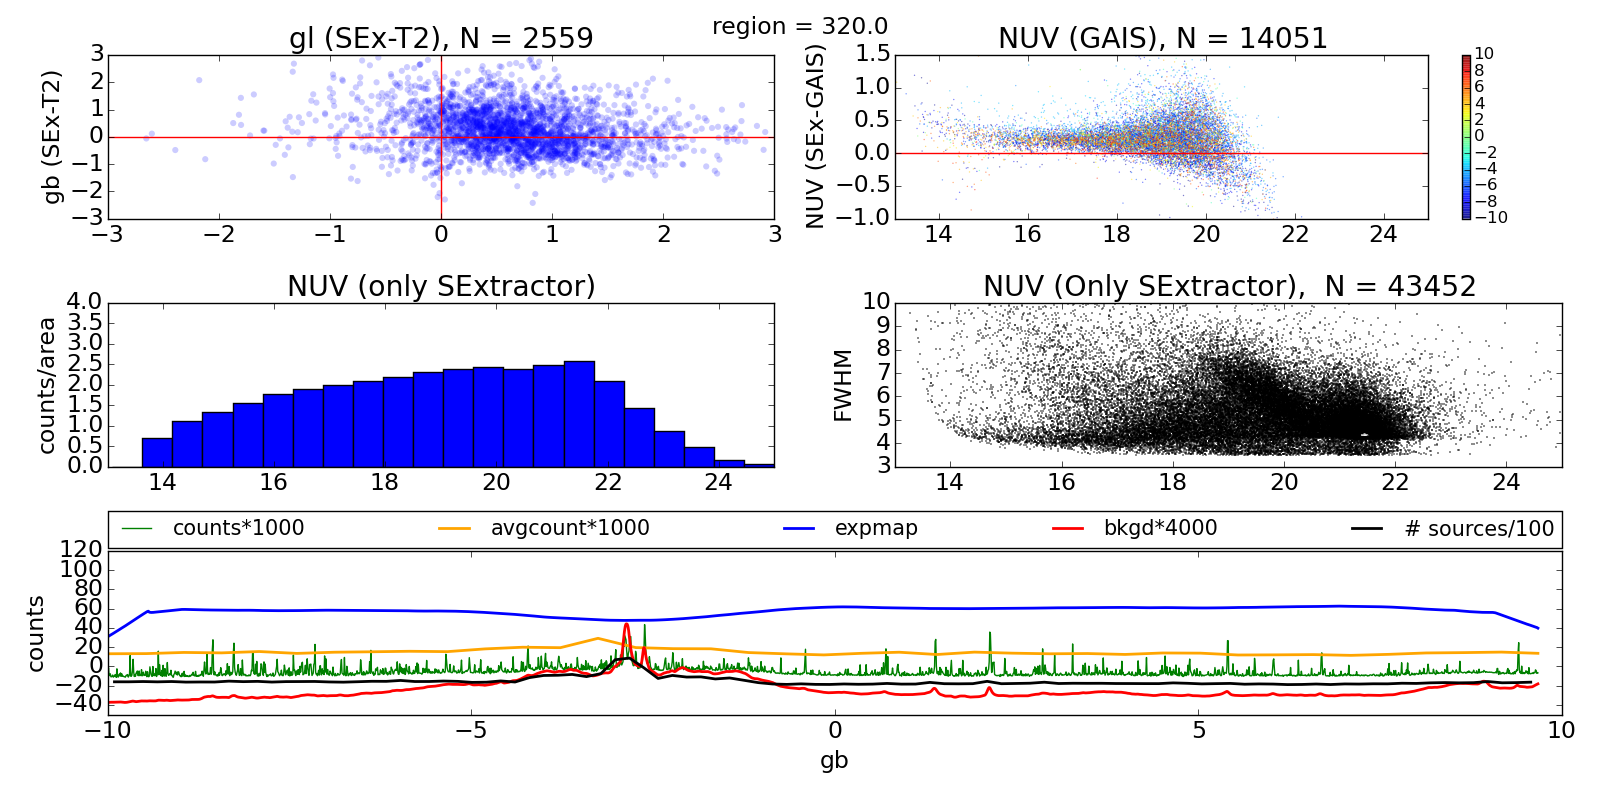 region = 320.0
gl (SEx-T2), N = 2559
gb (SEx-T2)
3
2
1
0
−1
−2
−3
−3 −2 −1 0 1 2 3
NUV (GAIS), N = 14051
NUV (SEx-GAIS)
1.5
1.0
0.5
0.0
−0.5
−1.0
14 16 18 20 22 24
10
8
6
4
2
0
−2
−4
−6
−8
−10
NUV (only SExtractor)
counts/area
4.0
3.5
3.0
2.5
2.0
1.5
1.0
0.5
0.0
14 16 18 20 22 24
NUV (Only SExtractor),  N = 43452
FWHM
10
9
8
7
6
5
4
3
14 16 18 20 22 24
counts*1000 avgcount*1000 expmap bkgd*4000 # sources/100
counts
120
100
80
60
40
20
0
−20
−40
−10 −5 0 5 10
gb